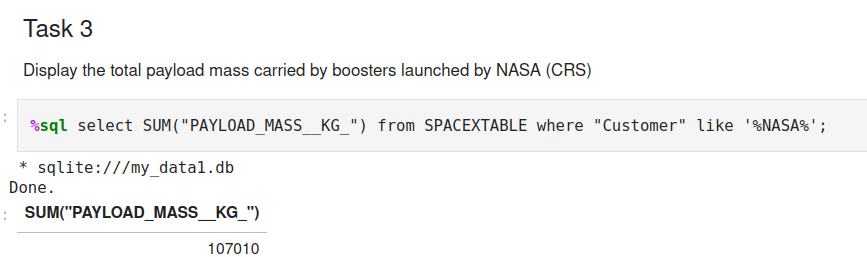 Task 3
Display the total payload mass carried by boosters launched by NASA (CRS)
: %sql select SUM("PAYLOAD_MASS__KG_") from SPACEXTABLE where "Customer" like '%NASA%';
* sqlite:///my_data1.db
Done.
: SUM("PAYLOAD_MASS__KG_")
107010